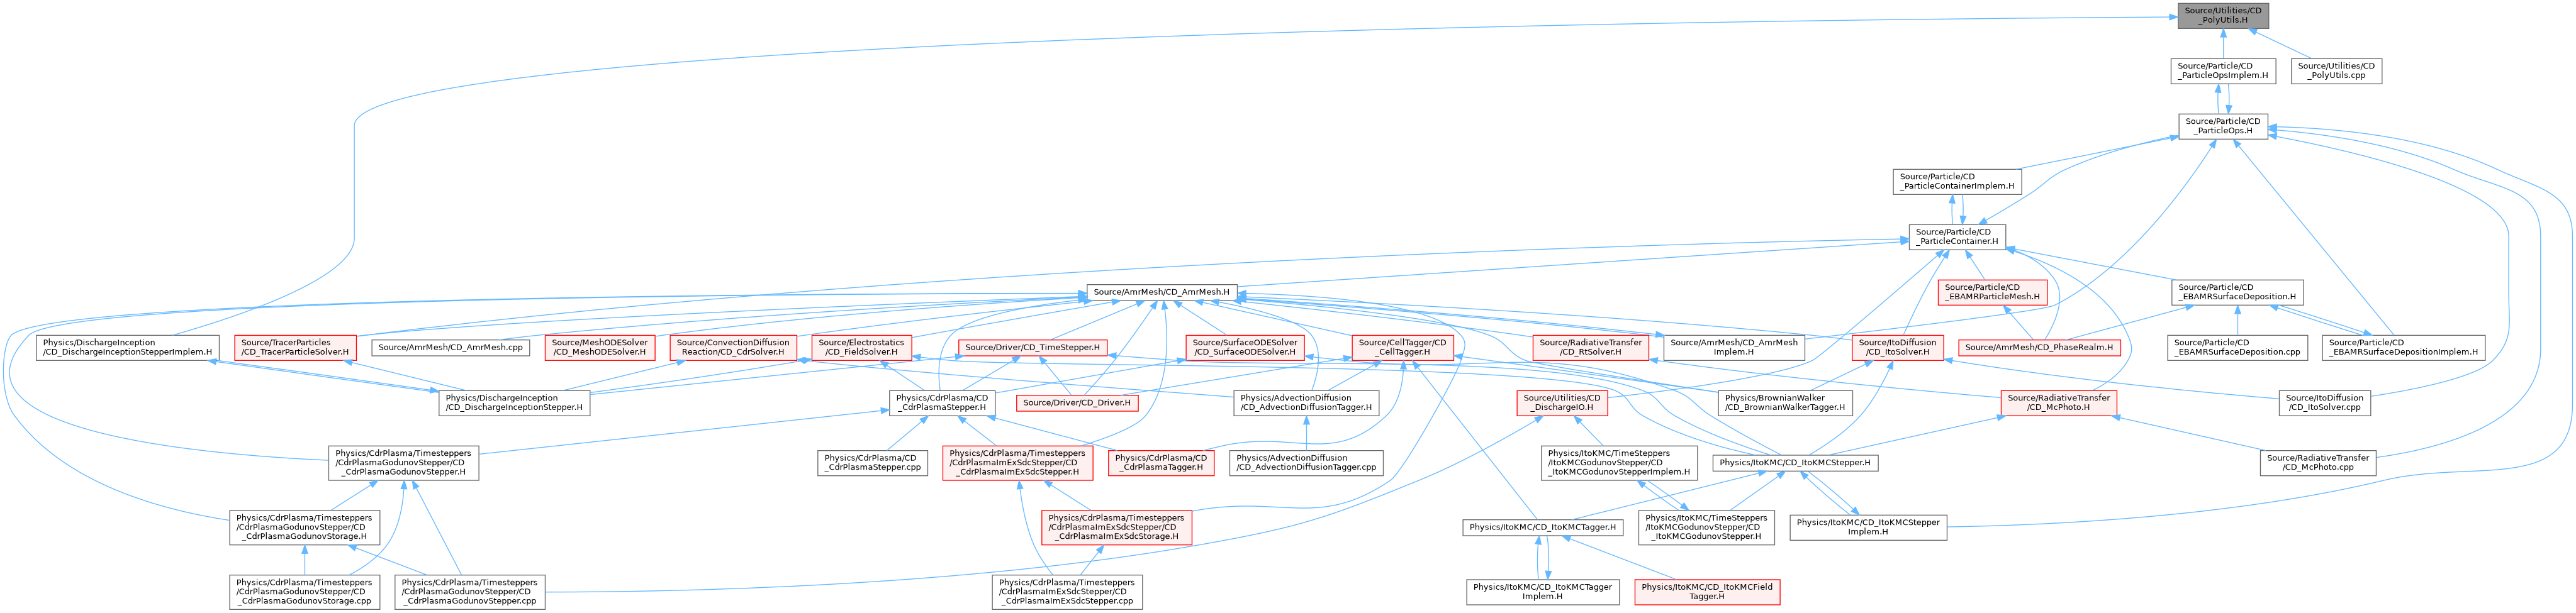 Source/Utilities/CD
_PolyUtils.H
Source/Particle/CD
_ParticleOpsImplem.H
Source/Utilities/CD
_PolyUtils.cpp
Source/Particle/CD
_ParticleOps.H
Source/Particle/CD
_ParticleContainerImplem.H
Source/Particle/CD
_ParticleContainer.H
Source/AmrMesh/CD_AmrMesh.H
Source/Particle/CD
_EBAMRParticleMesh.H
Source/Particle/CD
_EBAMRSurfaceDeposition.H
Physics/DischargeInception
/CD_DischargeInceptionStepperImplem.H
Source/TracerParticles
/CD_TracerParticleSolver.H
Source/AmrMesh/CD_AmrMesh.cpp
Source/MeshODESolver
/CD_MeshODESolver.H
Source/ConvectionDiffusion
Reaction/CD_CdrSolver.H
Source/Electrostatics
/CD_FieldSolver.H
Source/Driver/CD_TimeStepper.H
Source/SurfaceODESolver
/CD_SurfaceODESolver.H
Source/CellTagger/CD
_CellTagger.H
Source/RadiativeTransfer
/CD_RtSolver.H
Source/AmrMesh/CD_AmrMesh
Implem.H
Source/ItoDiffusion
/CD_ItoSolver.H
Source/AmrMesh/CD_PhaseRealm.H
Source/Particle/CD
_EBAMRSurfaceDeposition.cpp
Source/Particle/CD
_EBAMRSurfaceDepositionImplem.H
Physics/DischargeInception
/CD_DischargeInceptionStepper.H
Physics/CdrPlasma/CD
_CdrPlasmaStepper.H
Source/Driver/CD_Driver.H
Physics/AdvectionDiffusion
/CD_AdvectionDiffusionTagger.H
Source/Utilities/CD
_DischargeIO.H
Physics/BrownianWalker
/CD_BrownianWalkerTagger.H
Source/RadiativeTransfer
/CD_McPhoto.H
Source/ItoDiffusion
/CD_ItoSolver.cpp
Physics/CdrPlasma/Timesteppers
/CdrPlasmaGodunovStepper/CD
_CdrPlasmaGodunovStepper.H
Physics/CdrPlasma/CD
_CdrPlasmaStepper.cpp
Physics/CdrPlasma/Timesteppers
/CdrPlasmaImExSdcStepper/CD
_CdrPlasmaImExSdcStepper.H
Physics/CdrPlasma/CD
_CdrPlasmaTagger.H
Physics/AdvectionDiffusion
/CD_AdvectionDiffusionTagger.cpp
Physics/ItoKMC/TimeSteppers
/ItoKMCGodunovStepper/CD
_ItoKMCGodunovStepperImplem.H
Physics/ItoKMC/CD_ItoKMCStepper.H
Source/RadiativeTransfer
/CD_McPhoto.cpp
Physics/CdrPlasma/Timesteppers
/CdrPlasmaGodunovStepper/CD
_CdrPlasmaGodunovStorage.H
Physics/CdrPlasma/Timesteppers
/CdrPlasmaImExSdcStepper/CD
_CdrPlasmaImExSdcStorage.H
Physics/ItoKMC/CD_ItoKMCTagger.H
Physics/ItoKMC/TimeSteppers
/ItoKMCGodunovStepper/CD
_ItoKMCGodunovStepper.H
Physics/ItoKMC/CD_ItoKMCStepper
Implem.H
Physics/CdrPlasma/Timesteppers
/CdrPlasmaGodunovStepper/CD
_CdrPlasmaGodunovStorage.cpp
Physics/CdrPlasma/Timesteppers
/CdrPlasmaGodunovStepper/CD
_CdrPlasmaGodunovStepper.cpp
Physics/CdrPlasma/Timesteppers
/CdrPlasmaImExSdcStepper/CD
_CdrPlasmaImExSdcStepper.cpp
Physics/ItoKMC/CD_ItoKMCTagger
Implem.H
Physics/ItoKMC/CD_ItoKMCField
Tagger.H